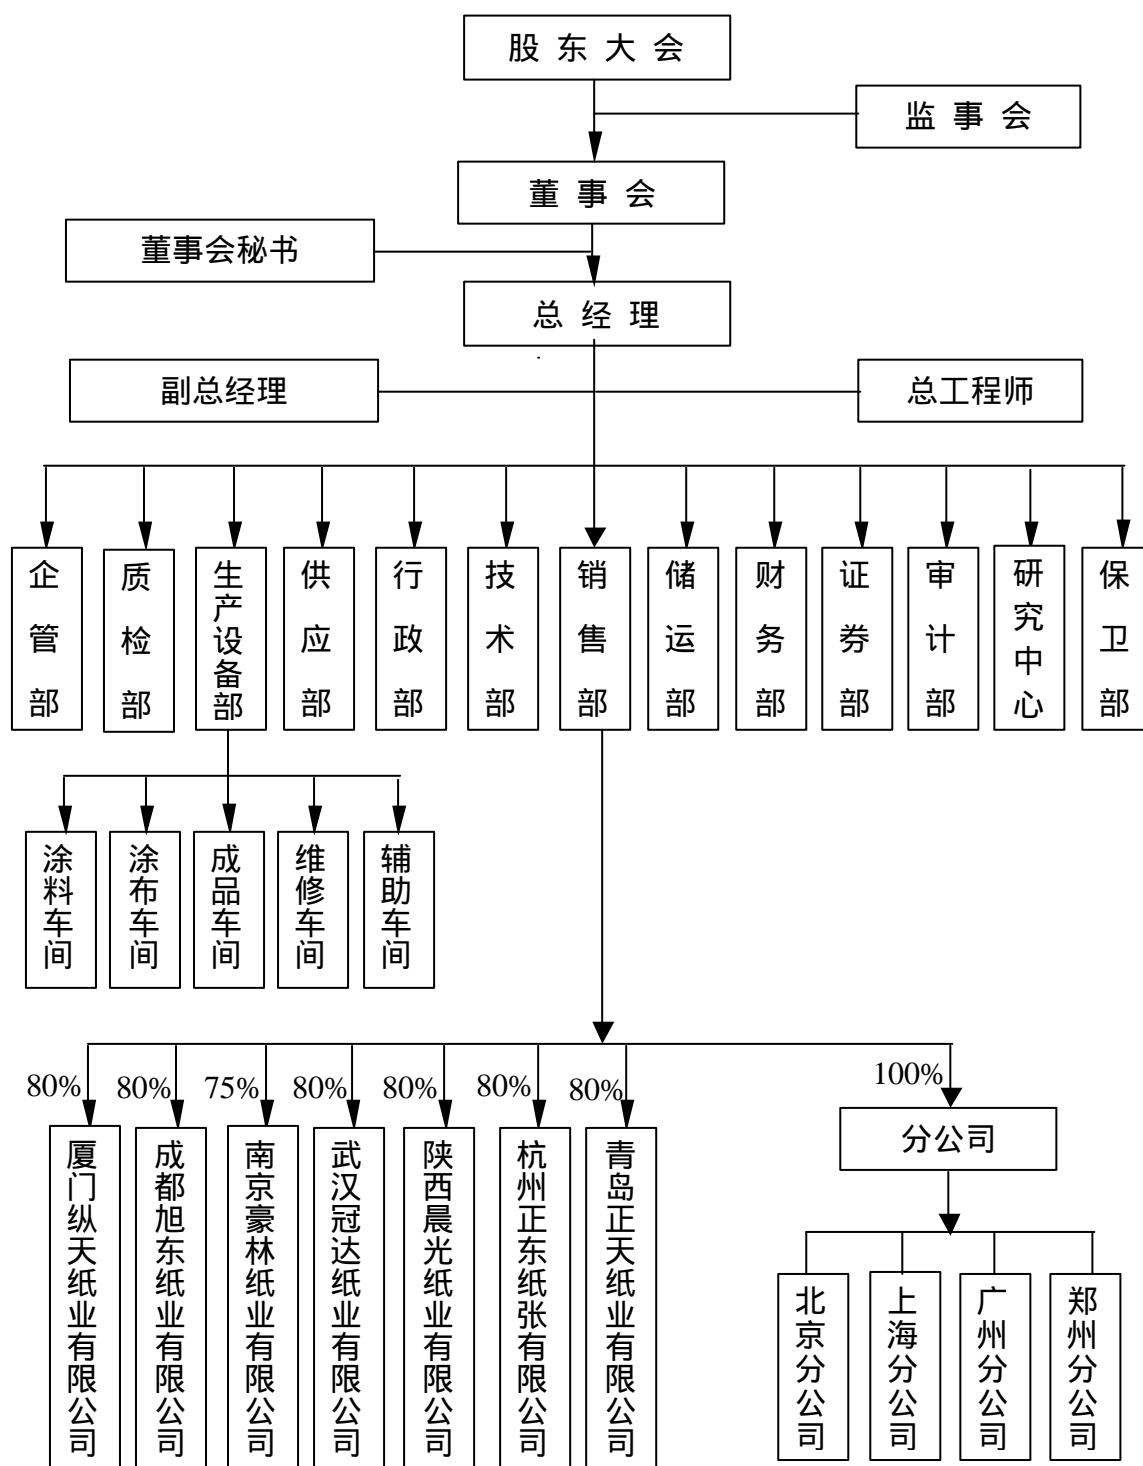 股东大会
监事会
董事会
董事会秘书
总经理
副总经理
总工程师
企管部
质检部
生产设备部
供应部
行政部
技术部
销售部
储运部
财务部
证券部
审计部
研究中心
保卫部
涂料车间
涂布车间
成品车间
维修车间
辅助车间
80%
80%
75%
80%
80%
80%
80%
100%
分公司
厦门纵天纸业有限公司
成都旭东纸业有限公司
南京豪林纸业有限公司
武汉冠达纸业有限公司
陕西晨光纸业有限公司
杭州正东纸张有限公司
青岛正天纸业有限公司
北京分公司
上海分公司
广州分公司
郑州分公司